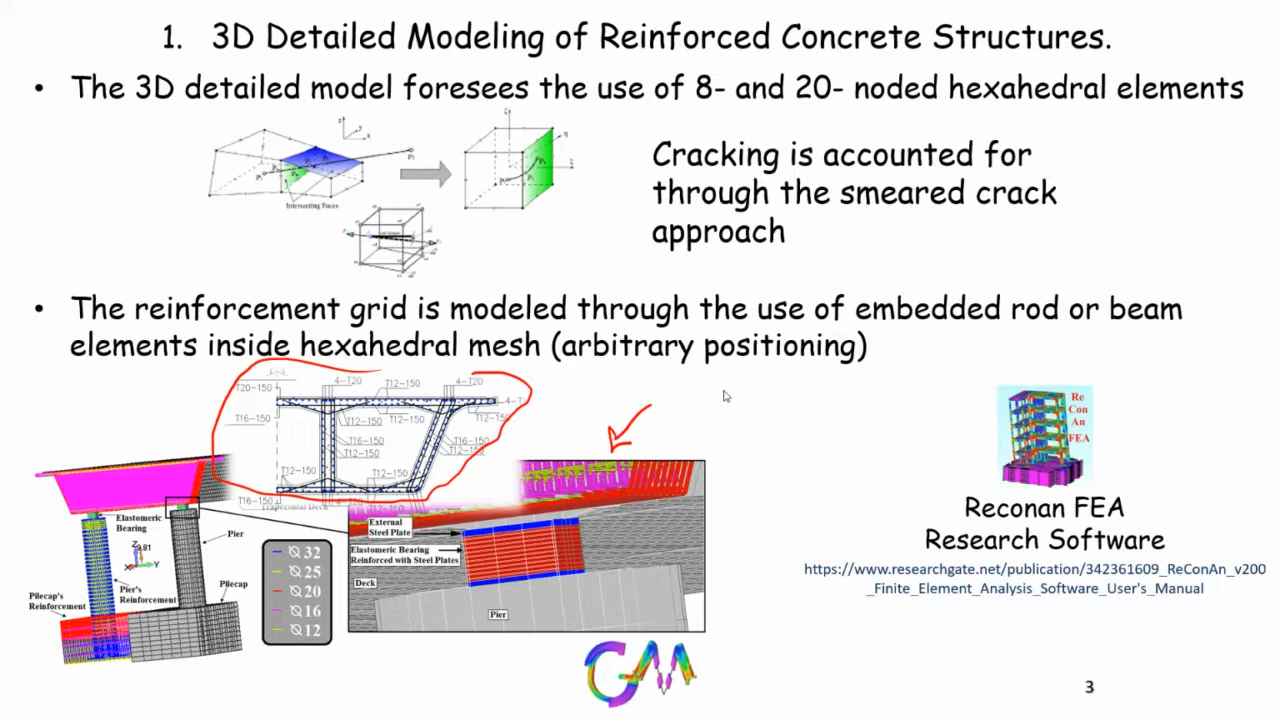 1. 3D Detailed Modeling of Reinforced Concrete Structures.
• The 3D detailed model foresees the use of 8- and 20- noded hexahedral elements
Intersecting Faces
Cracking is accounted for
through the smeared crack
approach
• The reinforcement grid is modeled through the use of embedded rod or beam
elements inside hexahedral mesh (arbitrary positioning)
4-T20
T12-150
4-T20
T20-150
T16-150
T12-150
T12-150
T12-150
T16-150
T12-150
T16-150
T12-150
T12-150
T12-150
T16-150
Trapezoidal Deck
Elastomeric
Bearing
Pier
Z
9.81
X
Y
Pilecap
Pier's
Reinforcement
Pilecap's
Reinforcement
∅32
∅25
∅20
∅16
∅12
External
Steel Plate
Elastomeric Bearing
Reinforced with Steel Plates
Deck
Pier
Re
Con
An
FEA
Reconan FEA
Research Software
https://www.researchgate.net/publication/342361609_ReConAn_v200
_Finite_Element_Analysis_Software_User's_Manual
GM
3